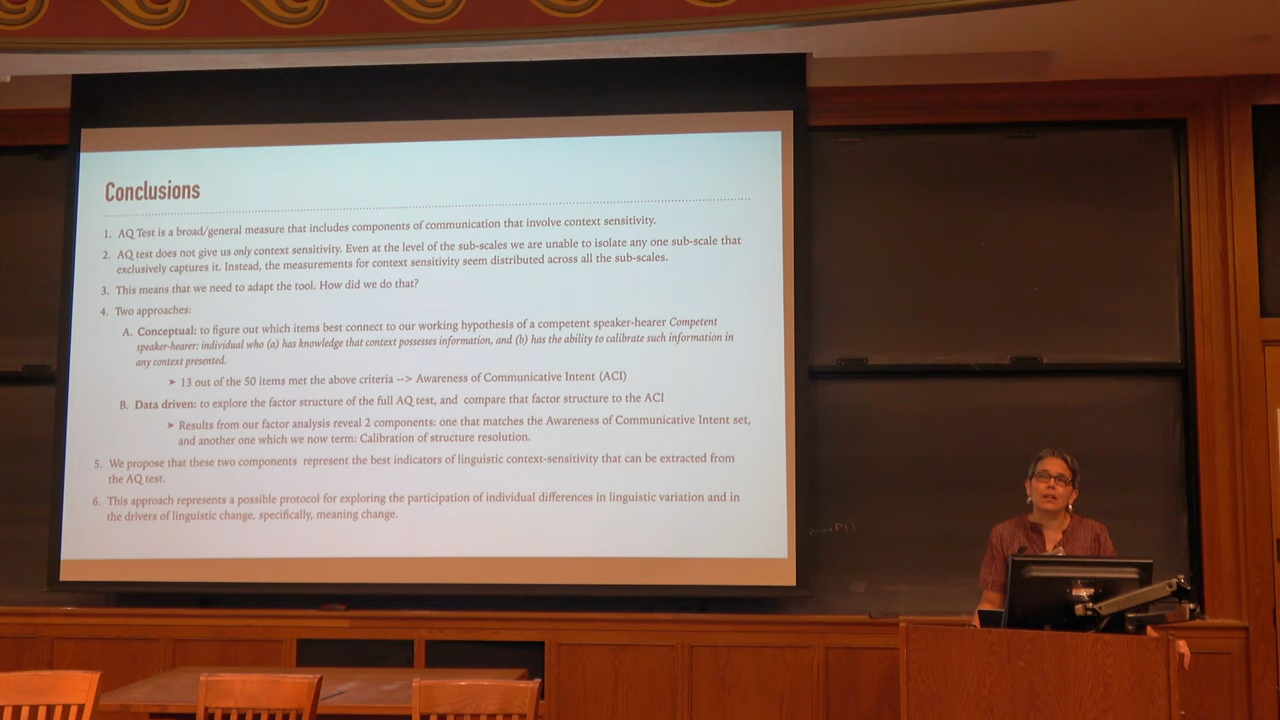 Conclusions
1. AQ Test is a broad/general measure that includes components of communication that involve context sensitivity.
2. AQ test does not give us only context sensitivity. Even at the level of the sub-scales we are unable to isolate any one sub-scale that
exclusively captures it. Instead, the measurements for context sensitivity seem distributed across all the sub-scales.
3. This means that we need to adapt the tool. How did we do that?
4. Two approaches:
A. Conceptual: to figure out which items best connect to our working hypothesis of a competent speaker-hearer Competent
speaker-hearer: individual who (a) has knowledge that context possesses information, and (b) has the ability to calibrate such information in
any context presented.
➤ 13 out of the 50 items met the above criteria --> Awareness of Communicative Intent (ACI)
B. Data driven: to explore the factor structure of the full AQ test, and compare that factor structure to the ACI
➤ Results from our factor analysis reveal 2 components: one that matches the Awareness of Communicative Intent set,
and another one which we now term: Calibration of structure resolution.
5. We propose that these two components represent the best indicators of linguistic context-sensitivity that can be extracted from
the AQ test.
6. This approach represents a possible protocol for exploring the participation of individual differences in linguistic variation and in
the drivers of linguistic change, specifically, meaning change.